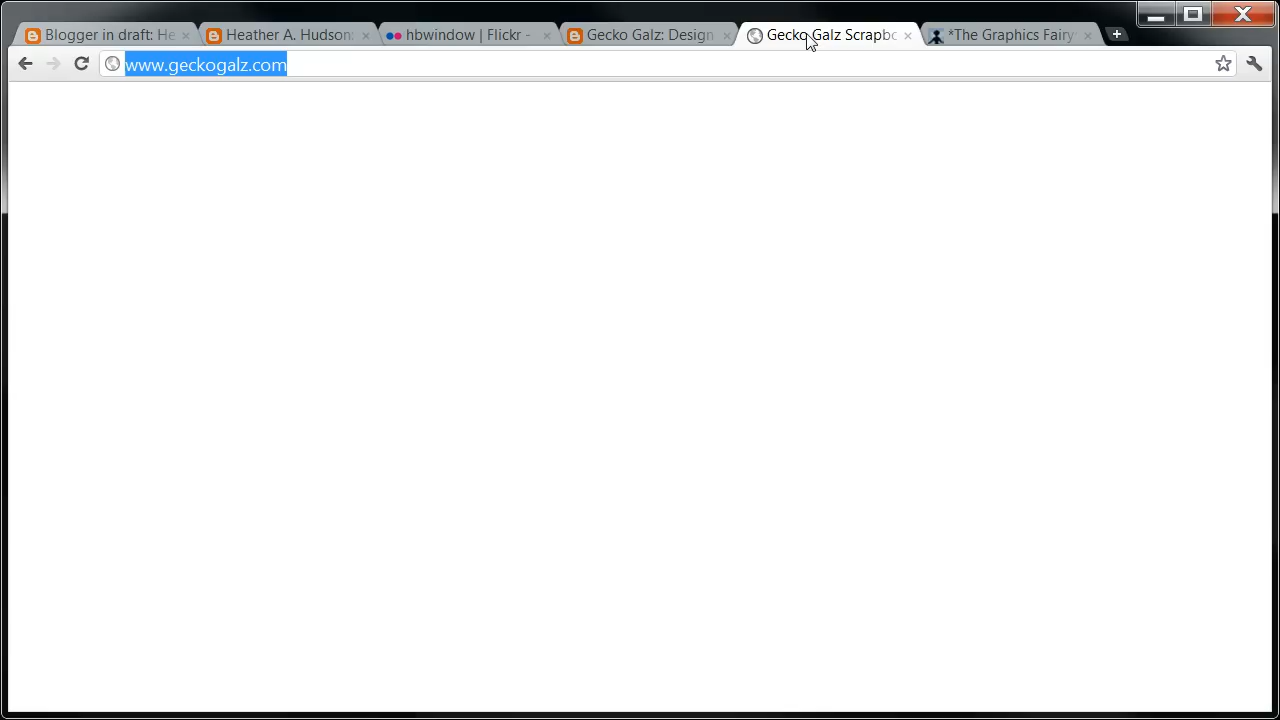 Blogger in draft: He
Heather A. Hudson:
hbwindow | Flickr -
Gecko Galz: Design
Gecko Galz Scrapbo
*The Graphics Fairy
www.geckogalz.com